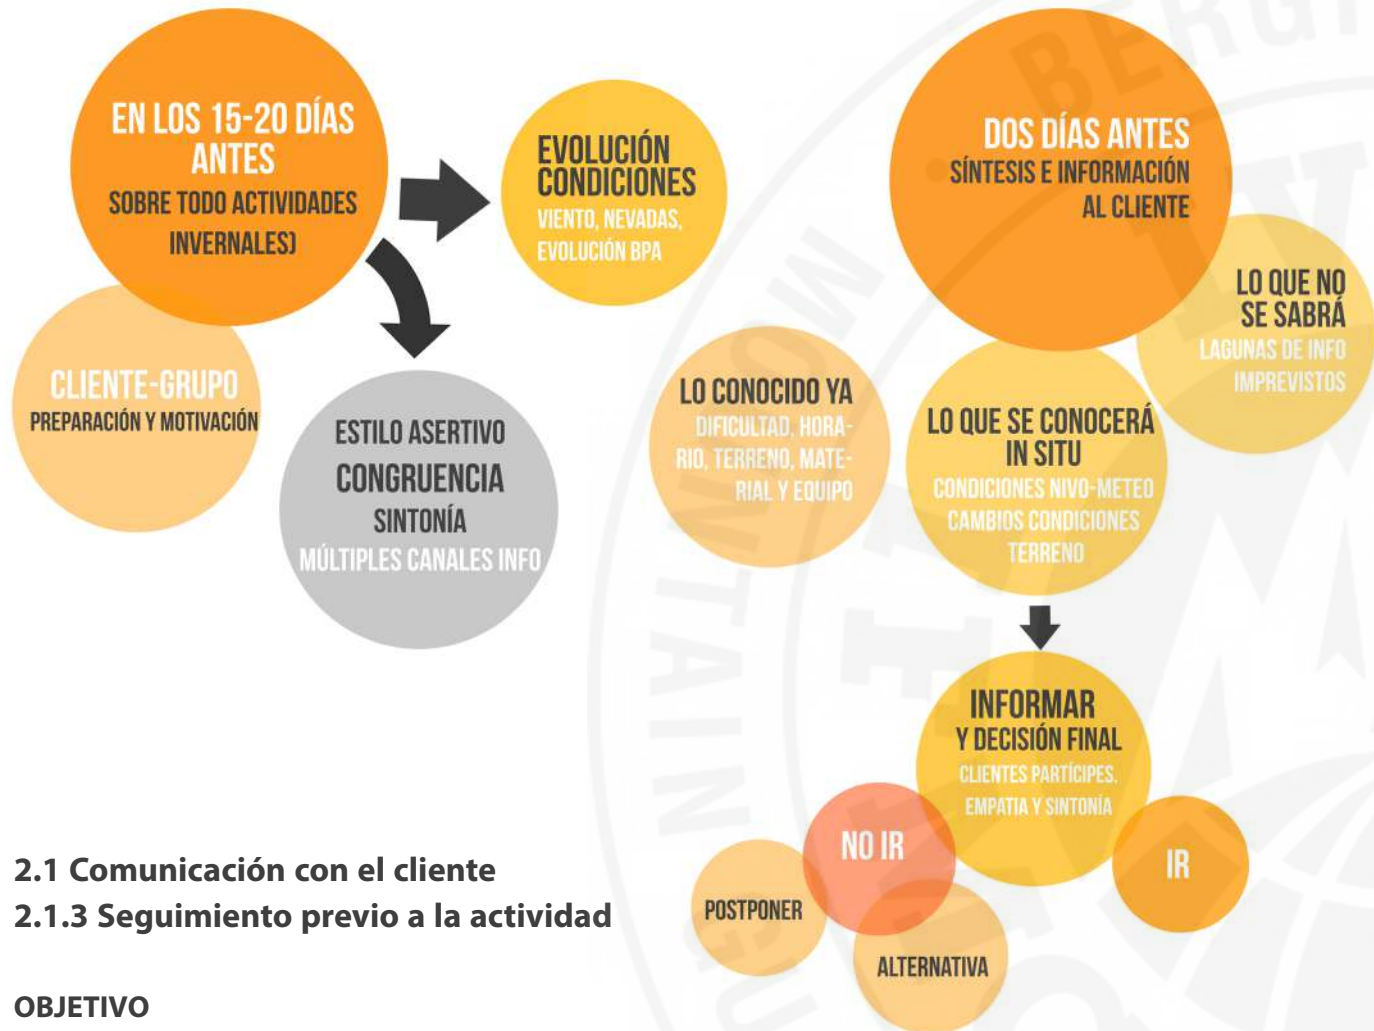 EN LOS 15-20 DÍAS
ANTES
SOBRE TODO ACTIVIDADES
INVERNALES)
EVOLUCIÓN
CONDICIONES
VIENTO, NEVADAS,
EVOLUCIÓN BPA
CLIENTE-GRUPO
PREPARACIÓN Y MOTIVACIÓN
ESTILO ASERTIVO
CONGRUENCIA
SINTONÍA
MÚLTIPLES CANALES INFO
DOS DÍAS ANTES
SÍNTESIS E INFORMACIÓN
AL CLIENTE
LO QUE NO
SE SABRÁ
LAGUNAS DE INFO
IMPREVISTOS
LO CONOCIDO YA
DIFICULTAD, HORA-
RIO, TERRENO, MATE-
RIAL Y EQUIPO
LO QUE SE CONOCERÁ
IN SITU
CONDICIONES NIVO-METEO
CAMBIOS CONDICIONES
TERRENO
INFORMAR
Y DECISIÓN FINAL
CLIENTES PARTÍCIPES,
EMPATIA Y SINTONÍA
NO IR
IR
POSTPONER
ALTERNATIVA
2.1 Comunicación con el cliente
2.1.3 Seguimiento previo a la actividad
OBJETIVO